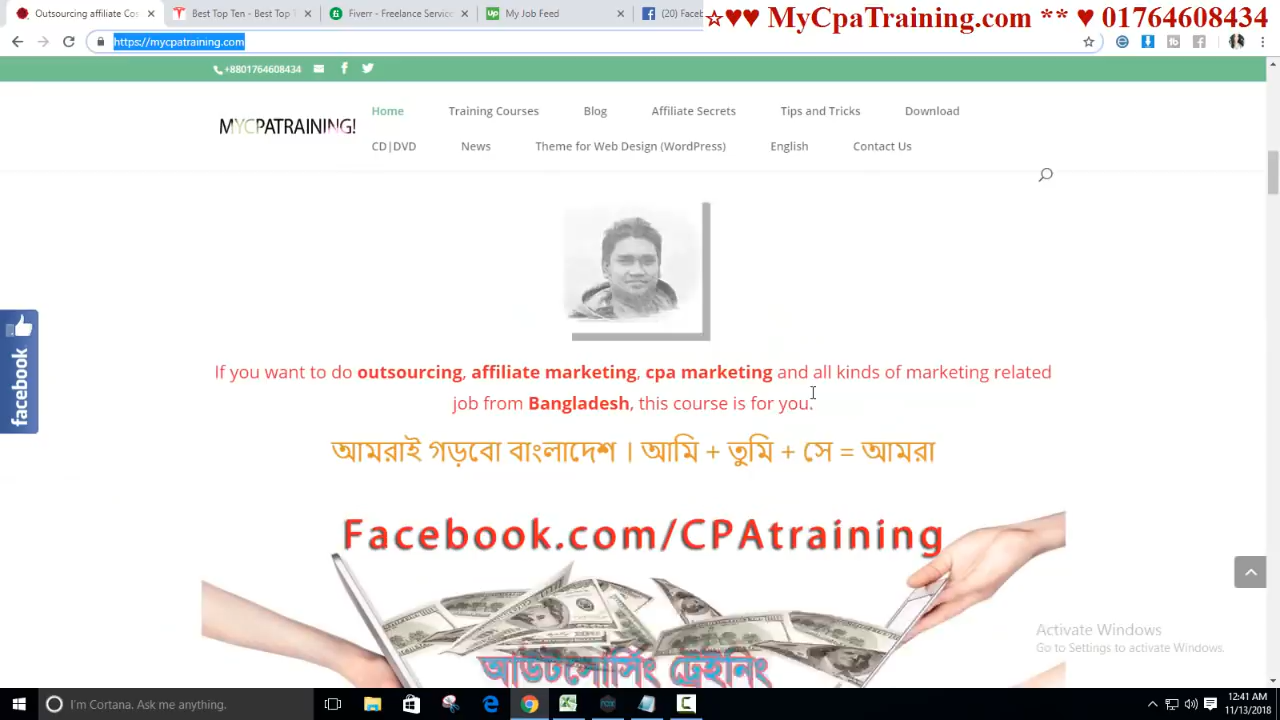 Outsourcing affiliate Cos
Best Top Ten - Best Top
Fiverr - Freelance Servic
My Job Feed
(20) Faceb
☆♥♥ MyCpaTraining.com ** ♥ 01764608434
https://mycpatraining.com
+8801764608434
MYCPATRAINING!
Home Training Courses Blog Affiliate Secrets Tips and Tricks Download
CD|DVD News Theme for Web Design (WordPress) English Contact Us
facebook
If you want to do outsourcing, affiliate marketing, cpa marketing and all kinds of marketing related
job from Bangladesh, this course is for you.
আমরাই গড়বো বাংলাদেশ । আমি + তুমি + সে = আমরা
Facebook.com/CPAtraining
আউটসোর্সিং ট্রেইনিং
Activate Windows
Go to Settings to activate Windows.
I'm Cortana. Ask me anything.
12:41 AM
11/13/2018